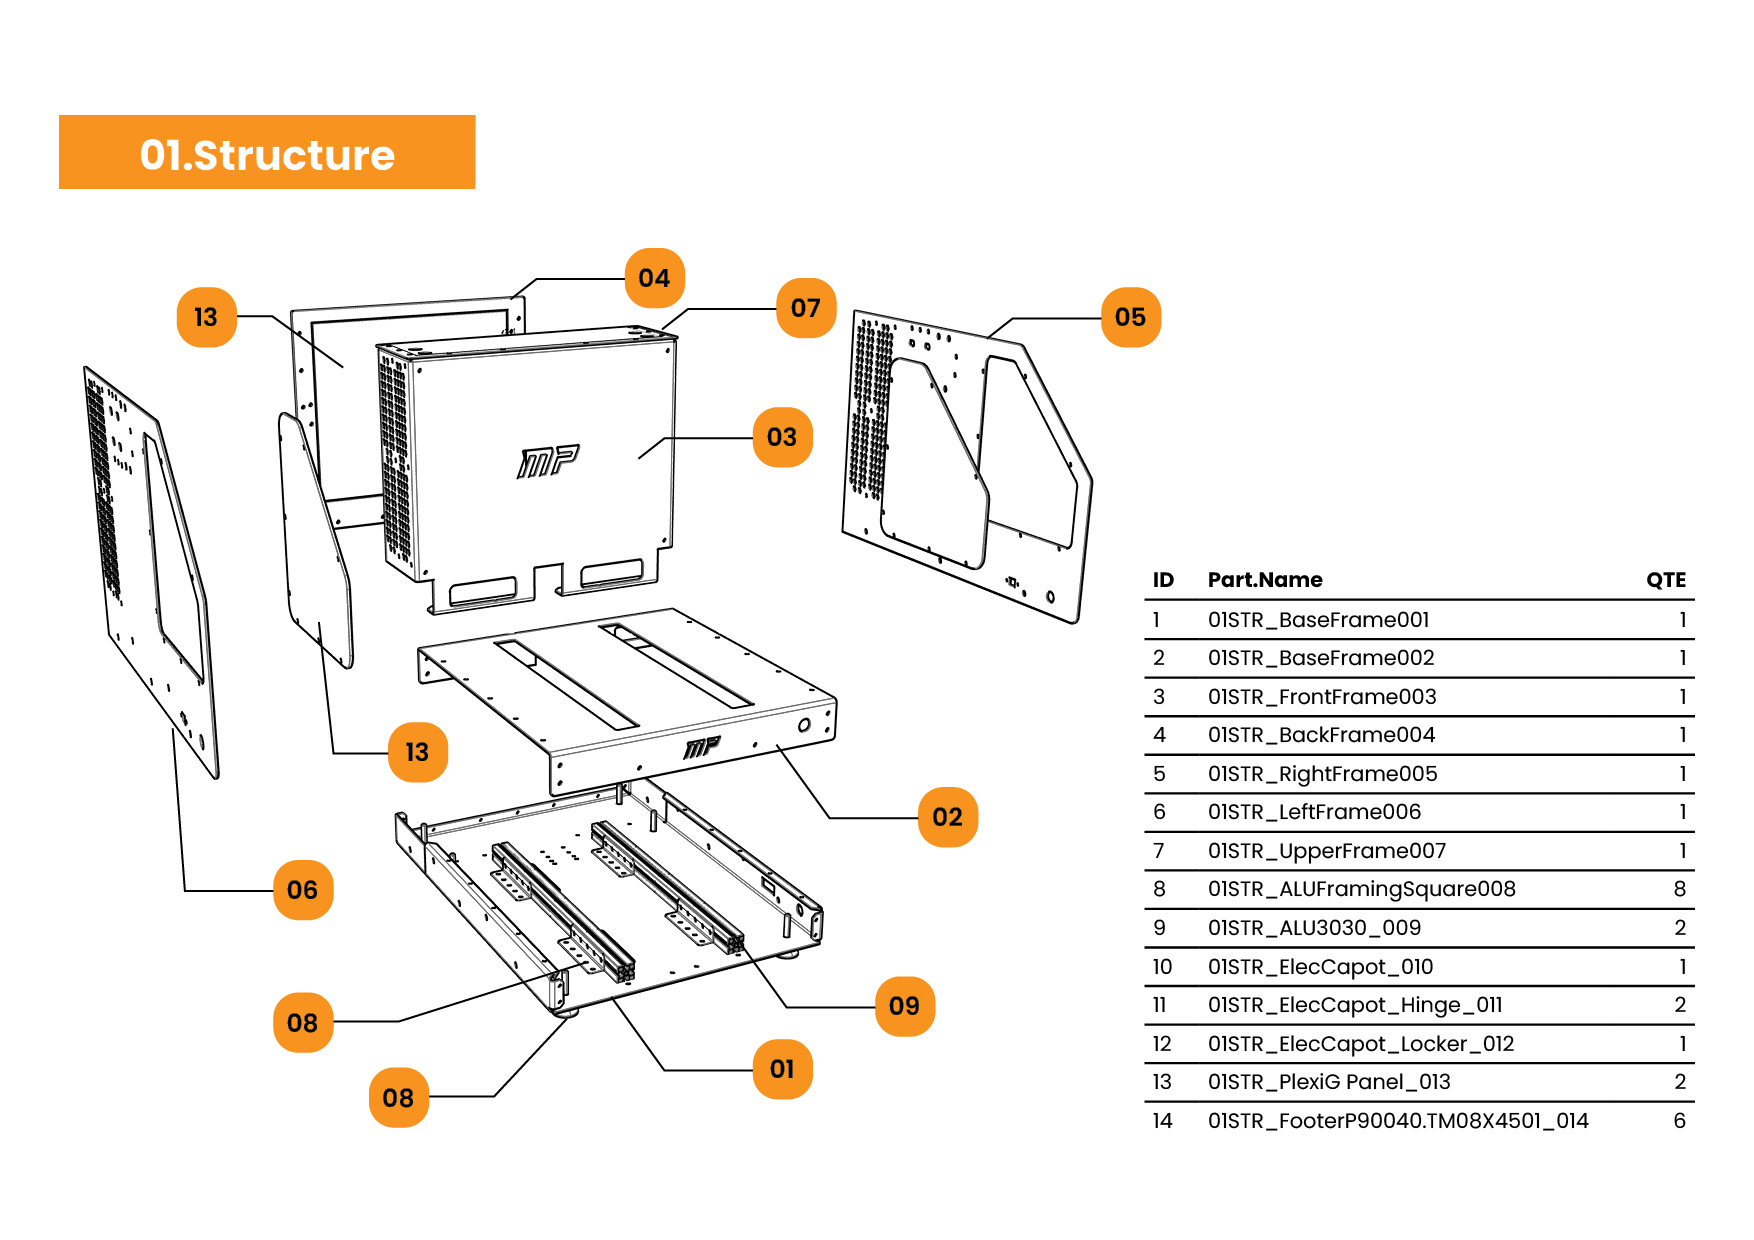 01.Structure
04
13
07
05
03
13
02
06
09
08
01
08
MP
MP
ID Part.Name QTE
1 01STR_BaseFrame001 1
2 01STR_BaseFrame002 1
3 01STR_FrontFrame003 1
4 01STR_BackFrame004 1
5 01STR_RightFrame005 1
6 01STR_LeftFrame006 1
7 01STR_UpperFrame007 1
8 01STR_ALUFramingSquare008 8
9 01STR_ALU3030_009 2
10 01STR_ElecCapot_010 1
11 01STR_ElecCapot_Hinge_011 2
12 01STR_ElecCapot_Locker_012 1
13 01STR_PlexiG Panel_013 2
14 01STR_FooterP90040.TM08X4501_014 6